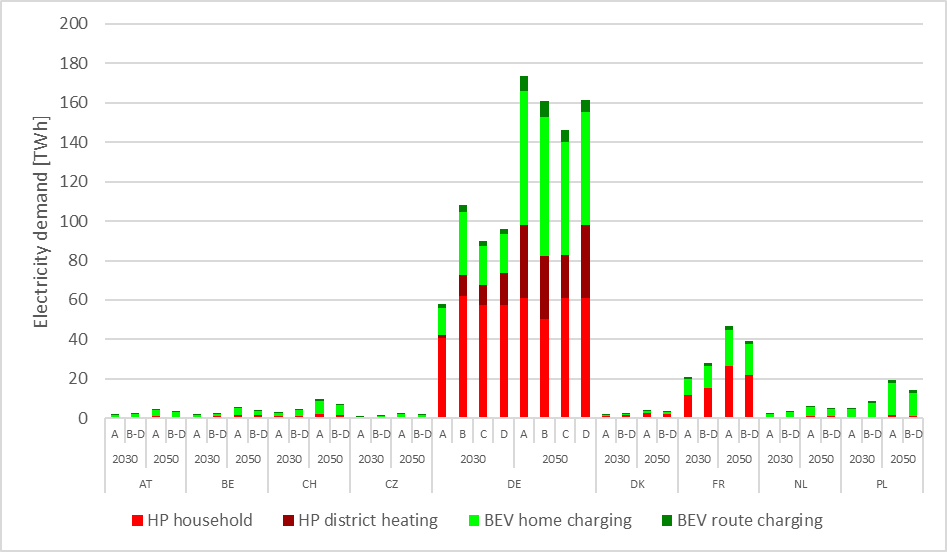 200
180
160
140
120
100
80
60
40
20
0
Electricity demand [TWh]
A B-D A B-D A B-D A B-D A B-D A B-D A B-D A B-D A B C D A B C D A B-D A B-D A B-D A B-D A B-D A B-D A B-D A B-D
2030 2050 2030 2050 2030 2050 2030 2050 2030 2050 2030 2050 2030 2050 2030 2050 2030 2050
AT BE CH CZ DE DK FR NL PL
HP household HP district heating BEV home charging BEV route charging